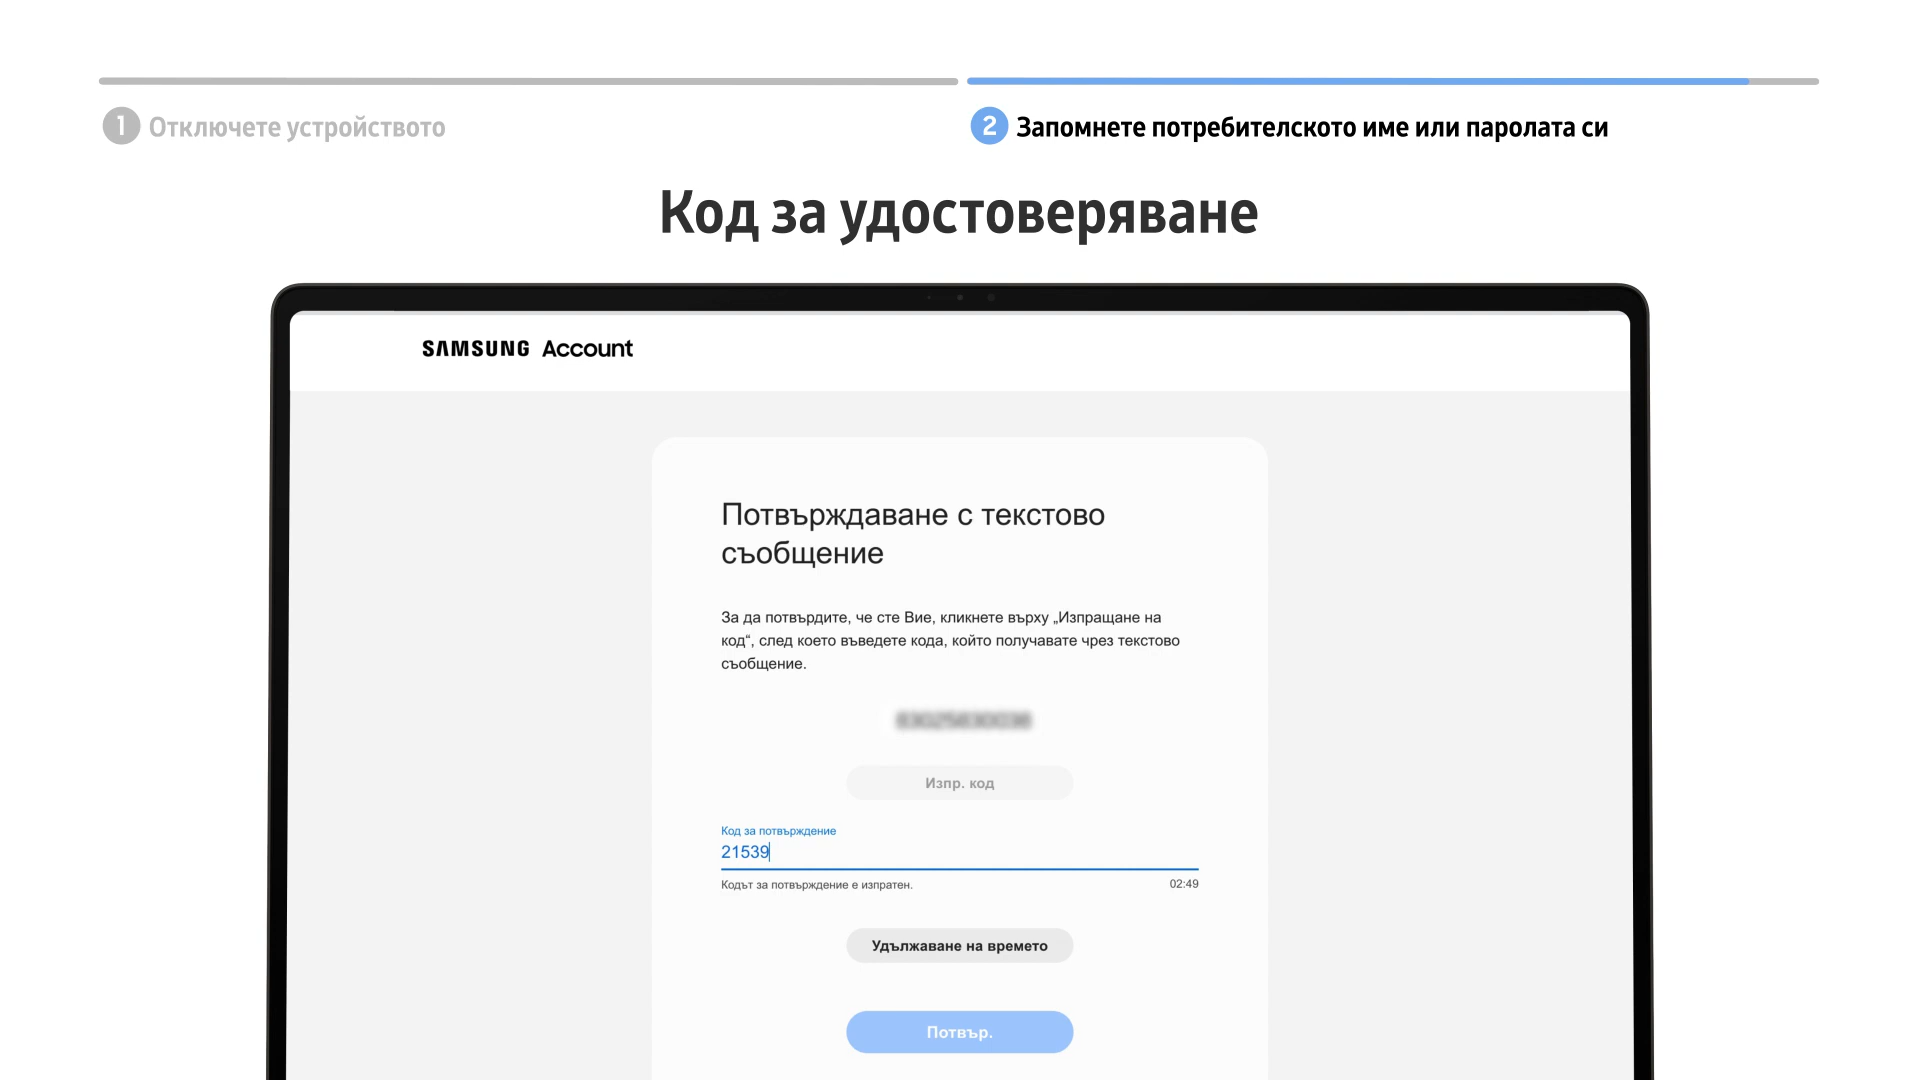 1 Отключете устройството
2 Запомнете потребителското име или паролата си
Код за удостоверяване
SAMSUNG Account
Потвърждаване с текстово
съобщение
За да потвърдите, че сте Вие, кликнете върху „Изпращане на
код“, след което въведете кода, който получавате чрез текстово
съобщение.
Изпр. код
Код за потвърждение
21539
Кодът за потвърждение е изпратен. 02:49
Удължаване на времето
Потвър.